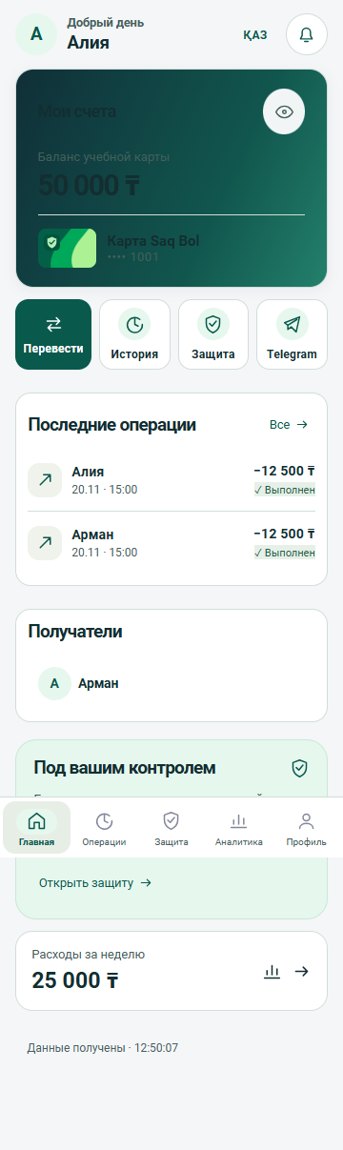 A
Добрый день
Алия
ҚАЗ
Мои счета
Баланс учебной карты
50 000 ₸
Карта Saq Bol
•••• 1001
Перевести
История
Защита
Telegram
Последние операции
Все →
Алия
−12 500 ₸
20.11 · 15:00
✓ Выполнен
Арман
−12 500 ₸
20.11 · 15:00
✓ Выполнен
Получатели
А
Арман
Под вашим контролем
Главная
Операции
Защита
Аналитика
Профиль
Открыть защиту →
Расходы за неделю
25 000 ₸
Данные получены · 12:50:07